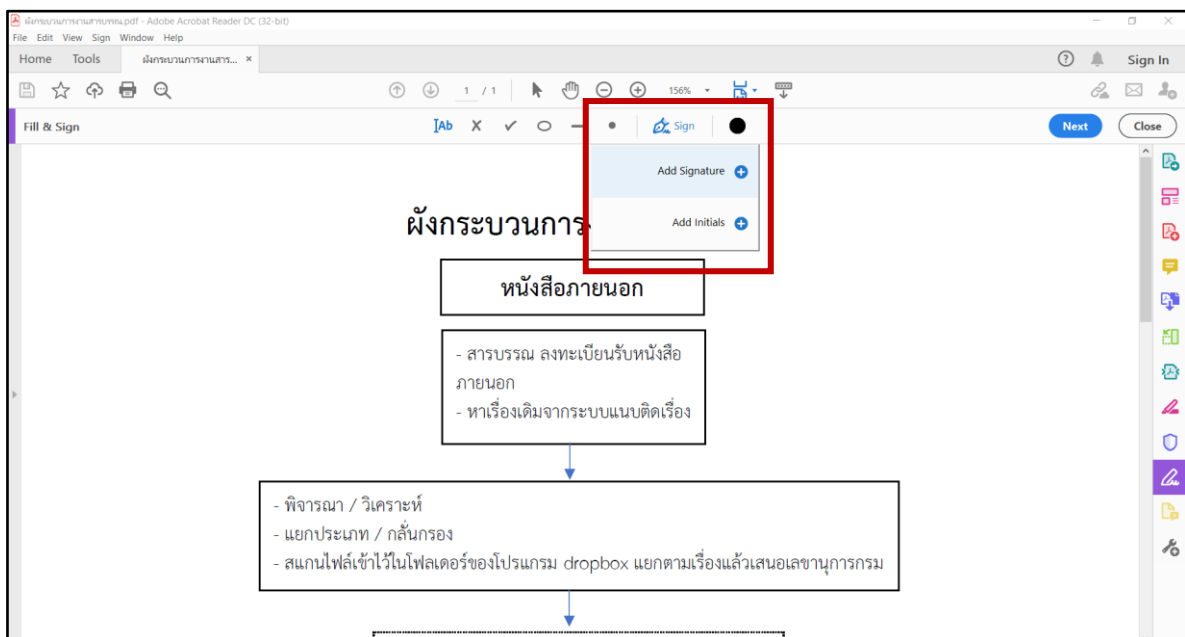 ผังกระบวนการงานสารบรรณ.pdf - Adobe Acrobat Reader DC (32-bit)
File Edit View Sign Window Help
Home Tools ผังกระบวนการงานสาร... × Sign In
1 / 1 156%
Fill & Sign Ab Sign Next Close
Add Signature
ผังกระบวนการ
Add Initials
หนังสือภายนอก
- สารบรรณ ลงทะเบียนรับหนังสือ
ภายนอก
- หาเรื่องเดิมจากระบบแนบติดเรื่อง
- พิจารณา / วิเคราะห์
- แยกประเภท / กลั่นกรอง
- สแกนไฟล์เข้าไว้ในโฟลเดอร์ของโปรแกรม dropbox แยกตามเรื่องแล้วเสนอเลขานุการกรม